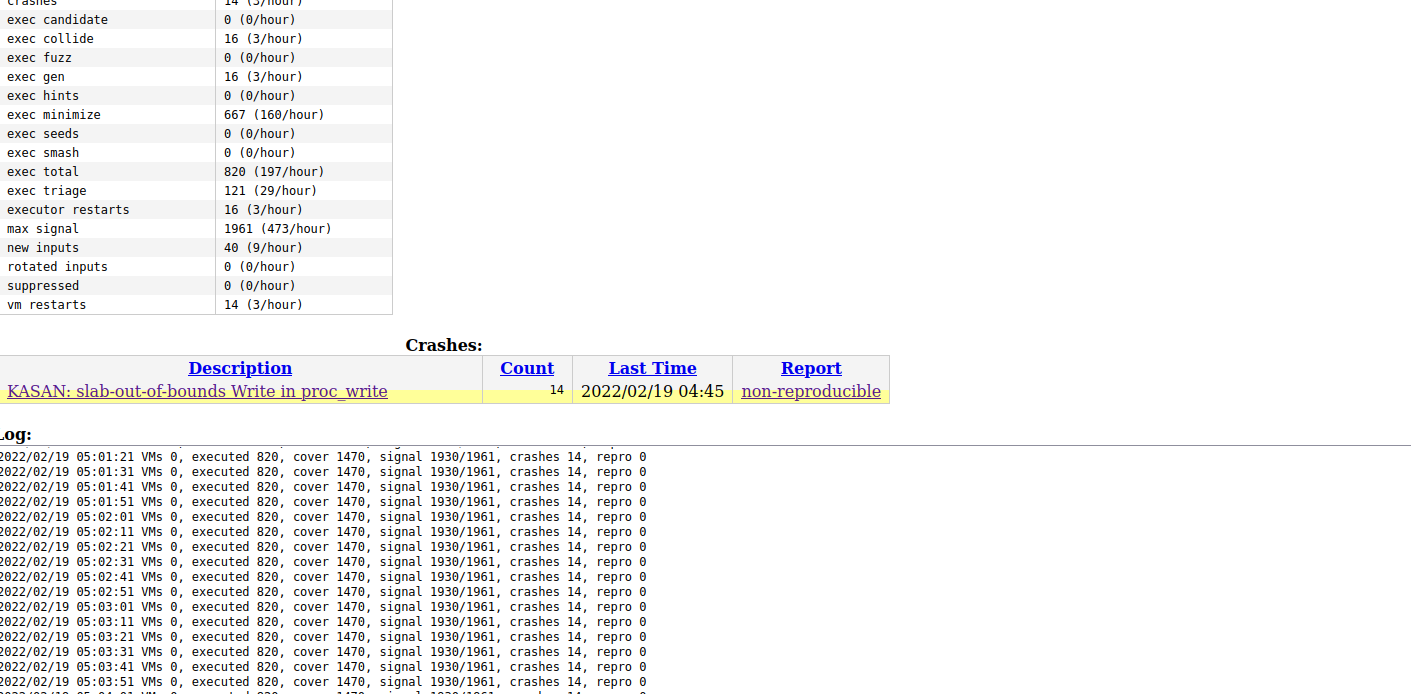 crashes 14 (3/hour)
exec candidate 0 (0/hour)
exec collide 16 (3/hour)
exec fuzz 0 (0/hour)
exec gen 16 (3/hour)
exec hints 0 (0/hour)
exec minimize 667 (160/hour)
exec seeds 0 (0/hour)
exec smash 0 (0/hour)
exec total 820 (197/hour)
exec triage 121 (29/hour)
executor restarts 16 (3/hour)
max signal 1961 (473/hour)
new inputs 40 (9/hour)
rotated inputs 0 (0/hour)
suppressed 0 (0/hour)
vm restarts 14 (3/hour)
Crashes:
Description Count Last Time Report
KASAN: slab-out-of-bounds Write in proc_write 14 2022/02/19 04:45 non-reproducible
Log:
2022/02/19 05:01:21 VMs 0, executed 820, cover 1470, signal 1930/1961, crashes 14, repro 0
2022/02/19 05:01:31 VMs 0, executed 820, cover 1470, signal 1930/1961, crashes 14, repro 0
2022/02/19 05:01:41 VMs 0, executed 820, cover 1470, signal 1930/1961, crashes 14, repro 0
2022/02/19 05:01:51 VMs 0, executed 820, cover 1470, signal 1930/1961, crashes 14, repro 0
2022/02/19 05:02:01 VMs 0, executed 820, cover 1470, signal 1930/1961, crashes 14, repro 0
2022/02/19 05:02:11 VMs 0, executed 820, cover 1470, signal 1930/1961, crashes 14, repro 0
2022/02/19 05:02:21 VMs 0, executed 820, cover 1470, signal 1930/1961, crashes 14, repro 0
2022/02/19 05:02:31 VMs 0, executed 820, cover 1470, signal 1930/1961, crashes 14, repro 0
2022/02/19 05:02:41 VMs 0, executed 820, cover 1470, signal 1930/1961, crashes 14, repro 0
2022/02/19 05:02:51 VMs 0, executed 820, cover 1470, signal 1930/1961, crashes 14, repro 0
2022/02/19 05:03:01 VMs 0, executed 820, cover 1470, signal 1930/1961, crashes 14, repro 0
2022/02/19 05:03:11 VMs 0, executed 820, cover 1470, signal 1930/1961, crashes 14, repro 0
2022/02/19 05:03:21 VMs 0, executed 820, cover 1470, signal 1930/1961, crashes 14, repro 0
2022/02/19 05:03:31 VMs 0, executed 820, cover 1470, signal 1930/1961, crashes 14, repro 0
2022/02/19 05:03:41 VMs 0, executed 820, cover 1470, signal 1930/1961, crashes 14, repro 0
2022/02/19 05:03:51 VMs 0, executed 820, cover 1470, signal 1930/1961, crashes 14, repro 0